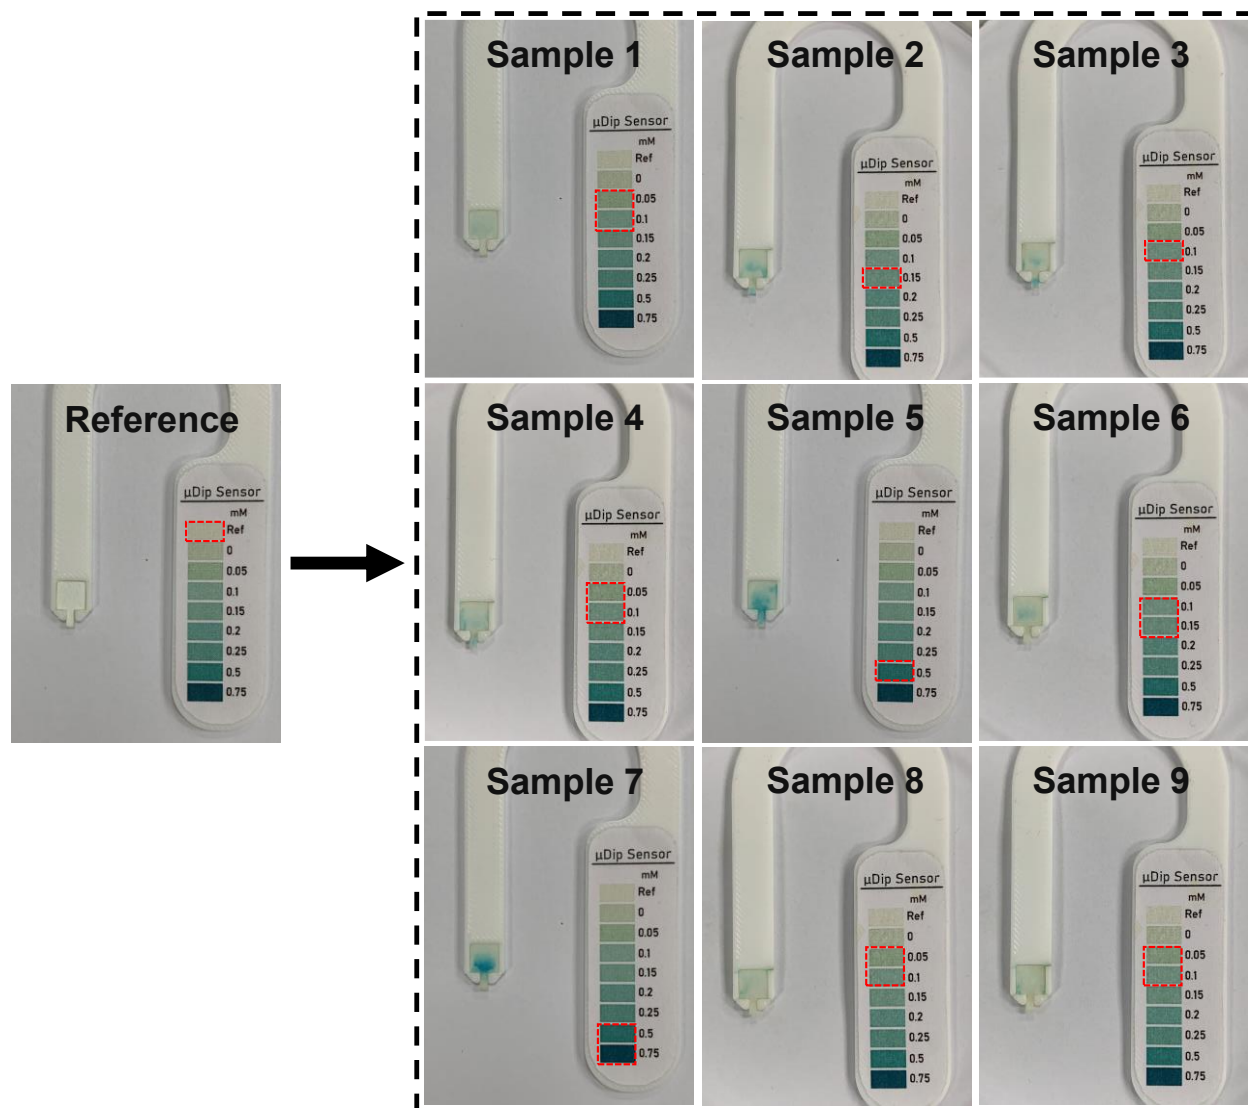 Reference
μDip Sensor
mM
Ref
0
0.05
0.1
0.15
0.2
0.25
0.5
0.75
Sample 1
μDip Sensor
mM
Ref
0
0.05
0.1
0.15
0.2
0.25
0.5
0.75
Sample 2
μDip Sensor
mM
Ref
0
0.05
0.1
0.15
0.2
0.25
0.5
0.75
Sample 3
μDip Sensor
mM
Ref
0
0.05
0.1
0.15
0.2
0.25
0.5
0.75
Sample 4
μDip Sensor
mM
Ref
0
0.05
0.1
0.15
0.2
0.25
0.5
0.75
Sample 5
μDip Sensor
mM
Ref
0
0.05
0.1
0.15
0.2
0.25
0.5
0.75
Sample 6
μDip Sensor
mM
Ref
0
0.05
0.1
0.15
0.2
0.25
0.5
0.75
Sample 7
μDip Sensor
mM
Ref
0
0.05
0.1
0.15
0.2
0.25
0.5
0.75
Sample 8
μDip Sensor
mM
Ref
0
0.05
0.1
0.15
0.2
0.25
0.5
0.75
Sample 9
μDip Sensor
mM
Ref
0
0.05
0.1
0.15
0.2
0.25
0.5
0.75